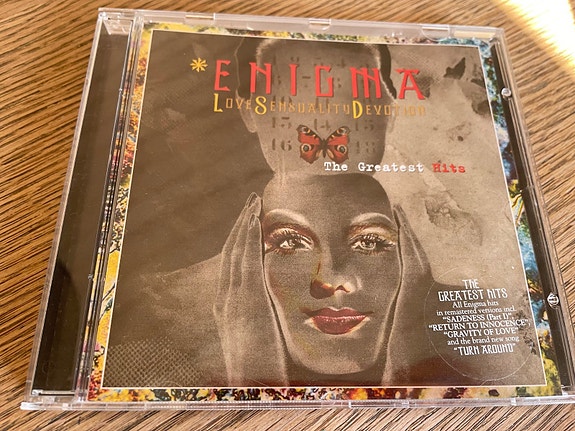 *ENIGMA
LOVESENSUALITYDEVOTION
The Greatest Hits
THE
GREATEST HITS
All Enigma hits
in remastered versions incl.
"SADENESS (Part I)",
"RETURN TO INNOCENCE",
"GRAVITY OF LOVE"
and the brand new song
"TURN AROUND"